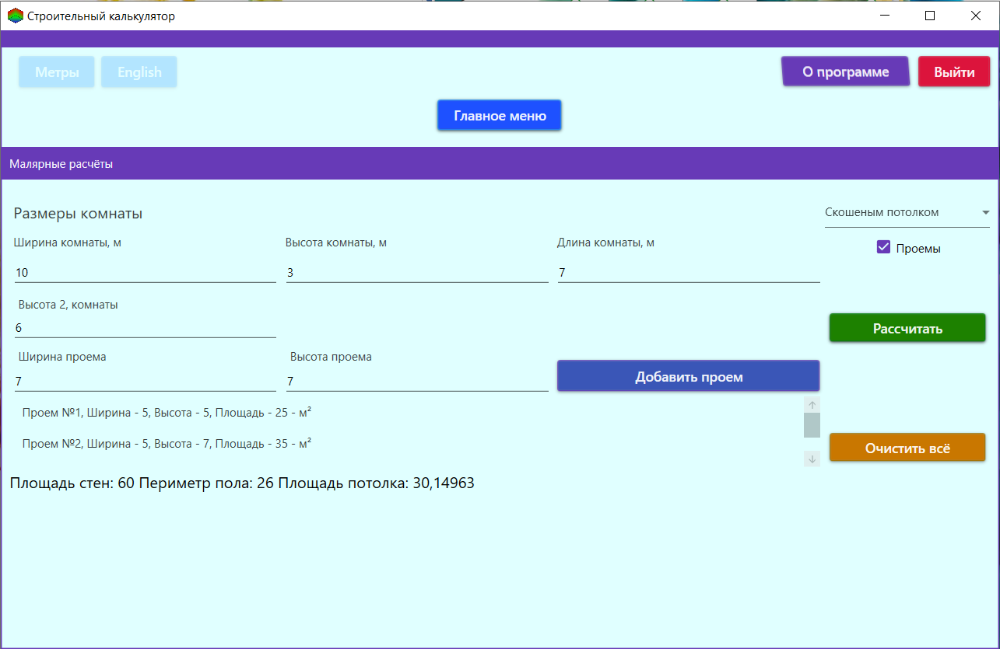 Строительный калькулятор
Метры English О программе Выйти
Главное меню
Малярные расчёты
Размеры комнаты Скошеным потолком
Ширина комнаты, м Высота комнаты, м Длина комнаты, м
Проемы
10 3 7
Высота 2, комнаты
6 Рассчитать
Ширина проема Высота проема
7 7 Добавить проем
Проем №1, Ширина - 5, Высота - 5, Площадь - 25 - м²
Проем №2, Ширина - 5, Высота - 7, Площадь - 35 - м²
Очистить всё
Площадь стен: 60 Периметр пола: 26 Площадь потолка: 30,14963